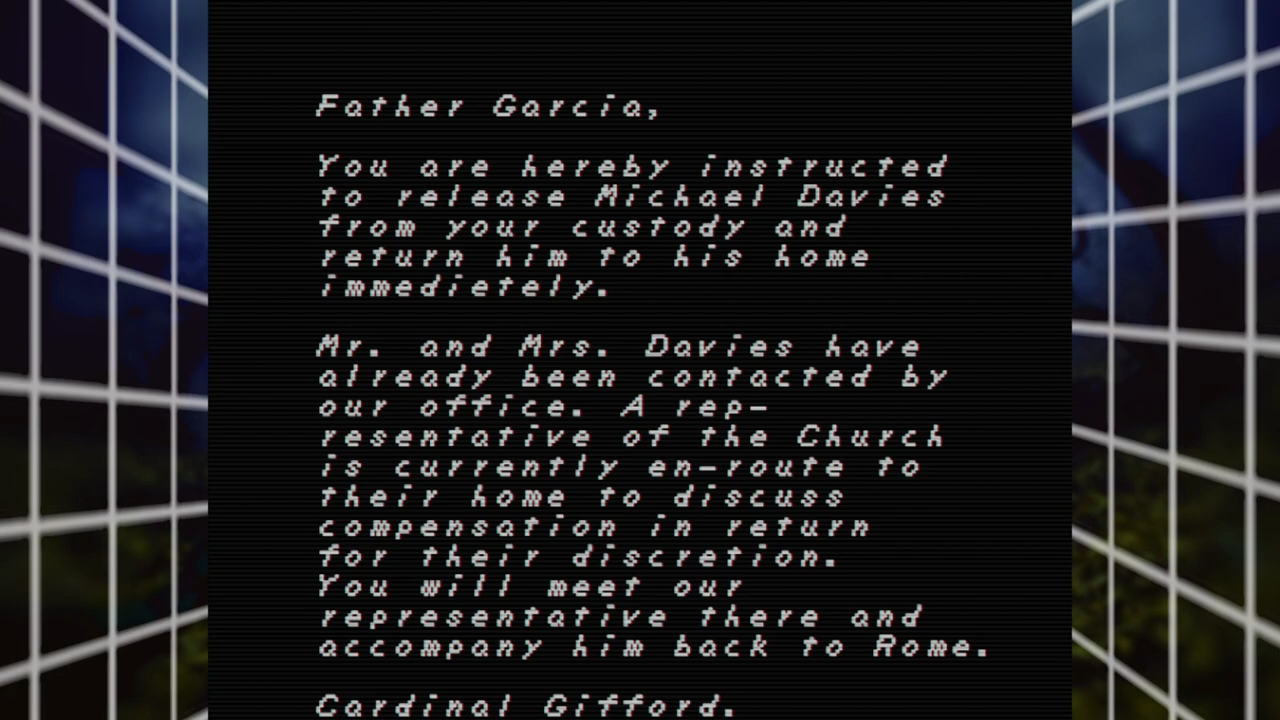 Father Garcia,
You are hereby instructed
to release Michael Davies
from your custody and
return him to his home
immedietely.
Mr. and Mrs. Davies have
already been contacted by
our office. A rep-
resentative of the Church
is currently en-route to
their home to discuss
compensation in return
for their discretion.
You will meet our
representative there and
accompany him back to Rome.
Cardinal Gifford.